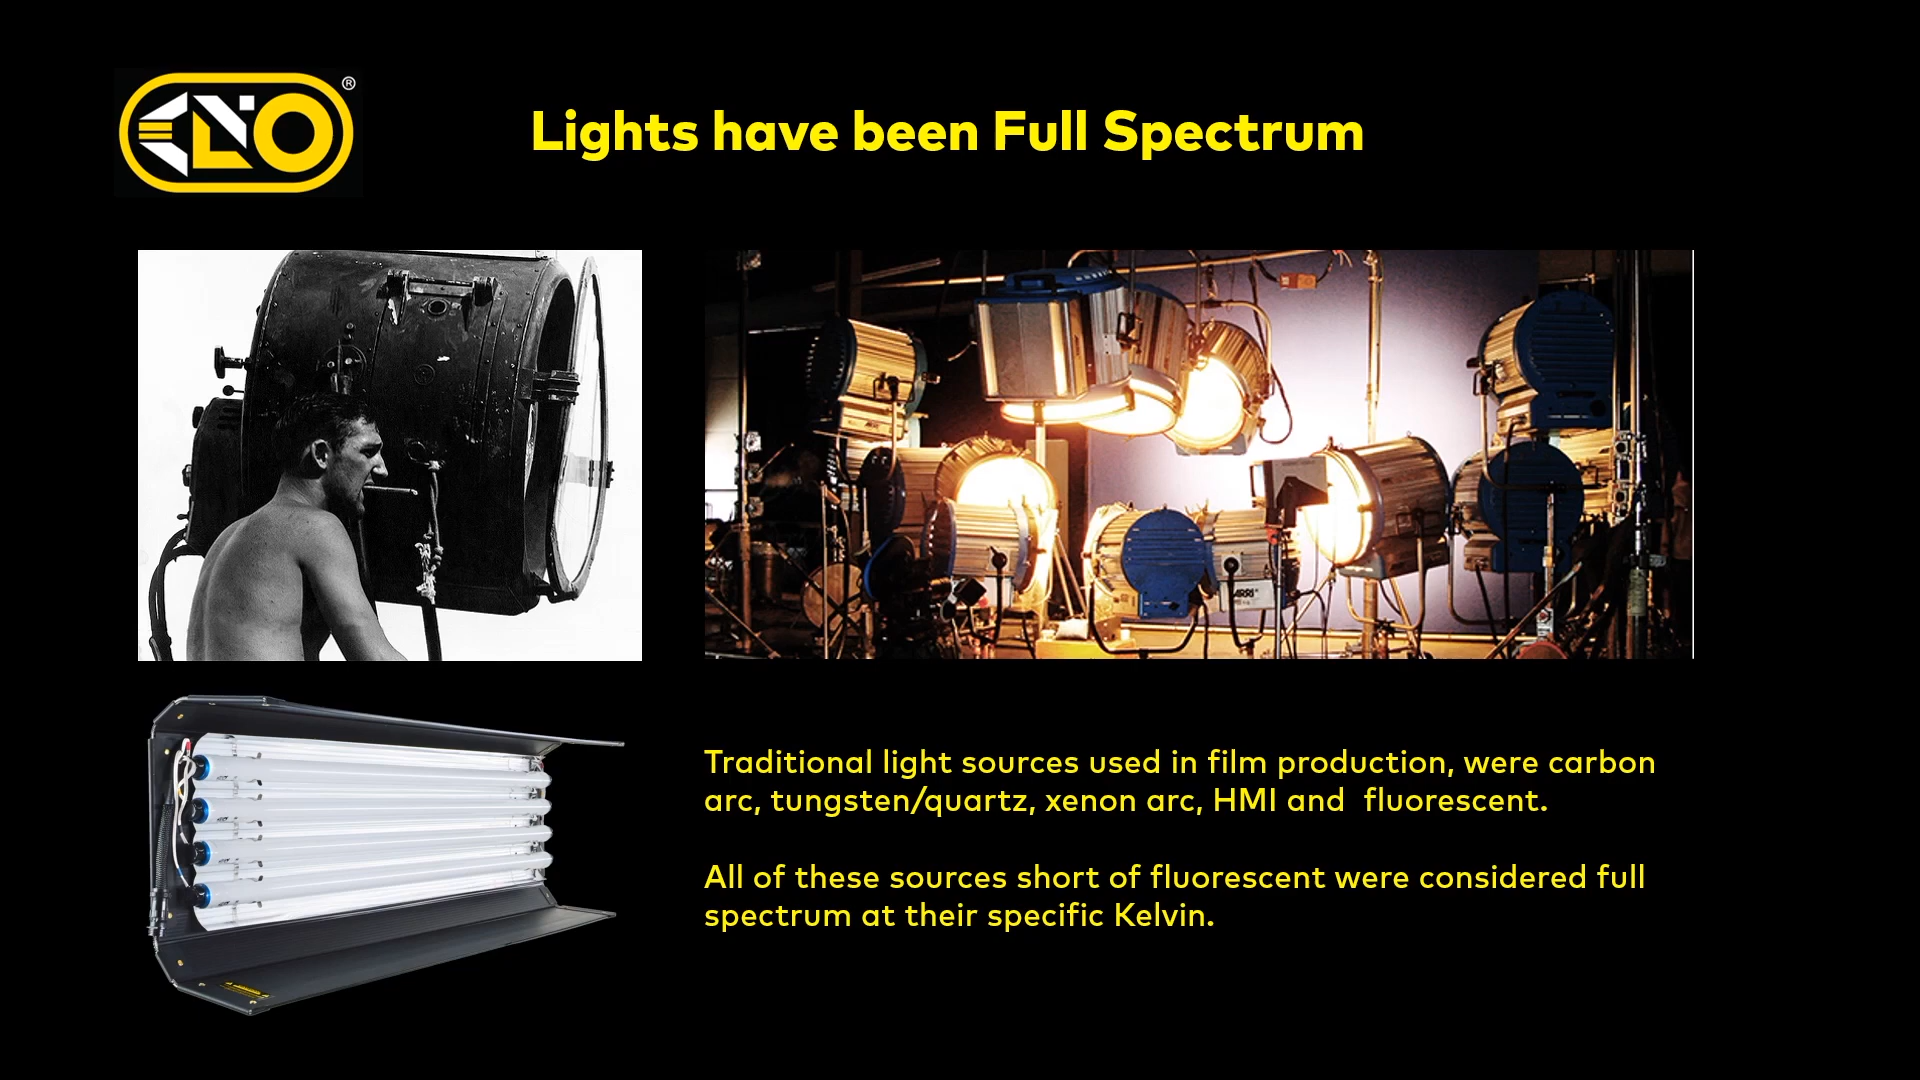 KINO
®
Lights have been Full Spectrum
ARRI
Traditional light sources used in film production, were carbon
arc, tungsten/quartz, xenon arc, HMI and  fluorescent.
All of these sources short of fluorescent were considered full
spectrum at their specific Kelvin.